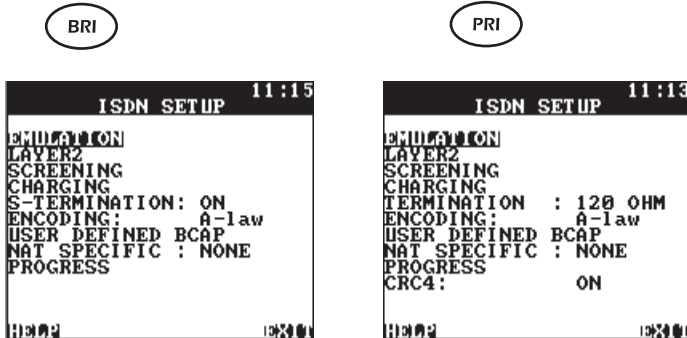 BRI
11:15
ISDN SETUP
EMULATION
LAYER2
SCREENING
CHARGING
S-TERMINATION: ON
ENCODING: A-law
USER DEFINED BCAP
NAT SPECIFIC : NONE
PROGRESS
HELP EXIT
PRI
11:13
ISDN SETUP
EMULATION
LAYER2
SCREENING
CHARGING
TERMINATION : 120 OHM
ENCODING: A-law
USER DEFINED BCAP
NAT SPECIFIC : NONE
PROGRESS
CRC4: ON
HELP EXIT